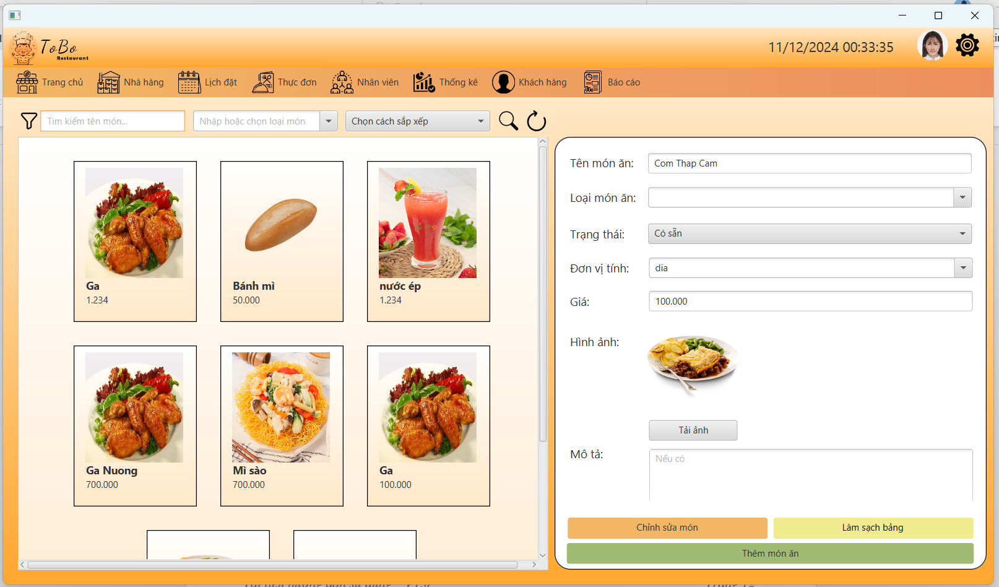 ToBo
Restaurant
11/12/2024 00:33:35
Trang chủ
Nhà hàng
Lịch đặt
Thực đơn
Nhân viên
Thống kê
Khách hàng
Báo cáo
Tìm kiếm tên món...
Nhập hoặc chọn loại món
Chọn cách sắp xếp
Ga
1.234
Bánh mì
50.000
nước ép
1.234
Ga Nuong
700.000
Mì sào
700.000
Ga
100.000
Tên món ăn:
Com Thap Cam
Loại món ăn:
Trạng thái:
Có sẵn
Đơn vị tính:
dia
Giá:
100.000
Hình ảnh:
Tải ảnh
Mô tả:
Nếu có
Chỉnh sửa món
Làm sạch bảng
Thêm món ăn